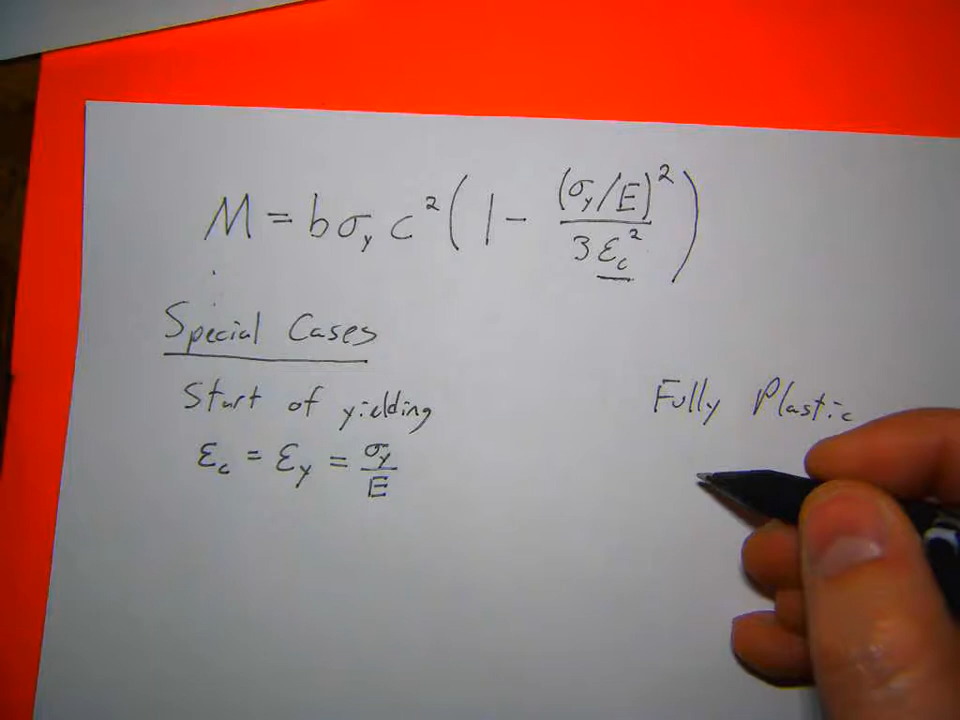 M = bσ_y c²(1 - (σ_y/E)² / 3ε_c²)
Special Cases
Start of yielding
Fully Plastic
ε_c = ε_y = σ_y/E